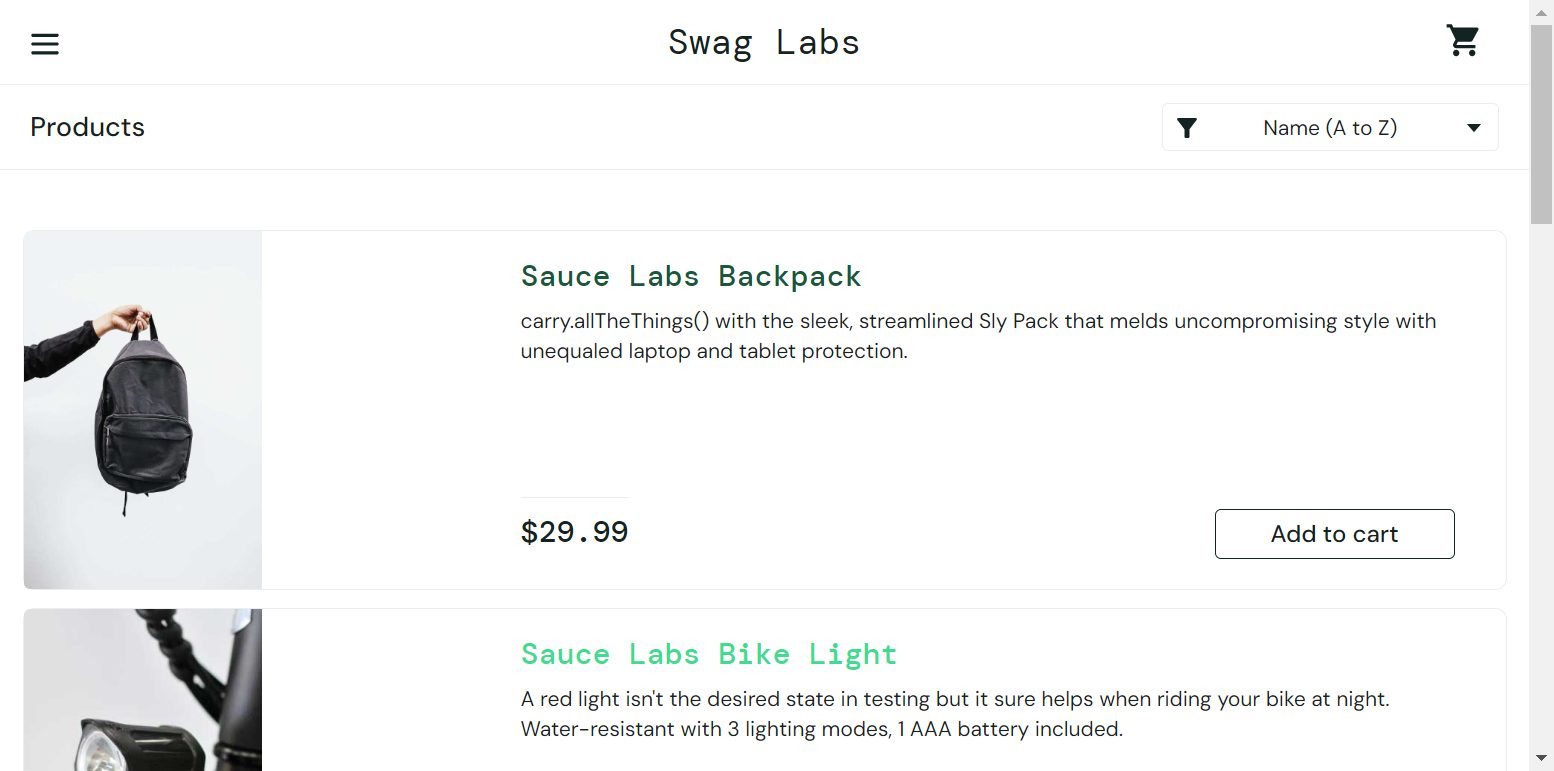 Swag Labs
Products
Name (A to Z)
Sauce Labs Backpack
carry.allTheThings() with the sleek, streamlined Sly Pack that melds uncompromising style with
unequaled laptop and tablet protection.
$29.99
Add to cart
Sauce Labs Bike Light
A red light isn't the desired state in testing but it sure helps when riding your bike at night.
Water-resistant with 3 lighting modes, 1 AAA battery included.